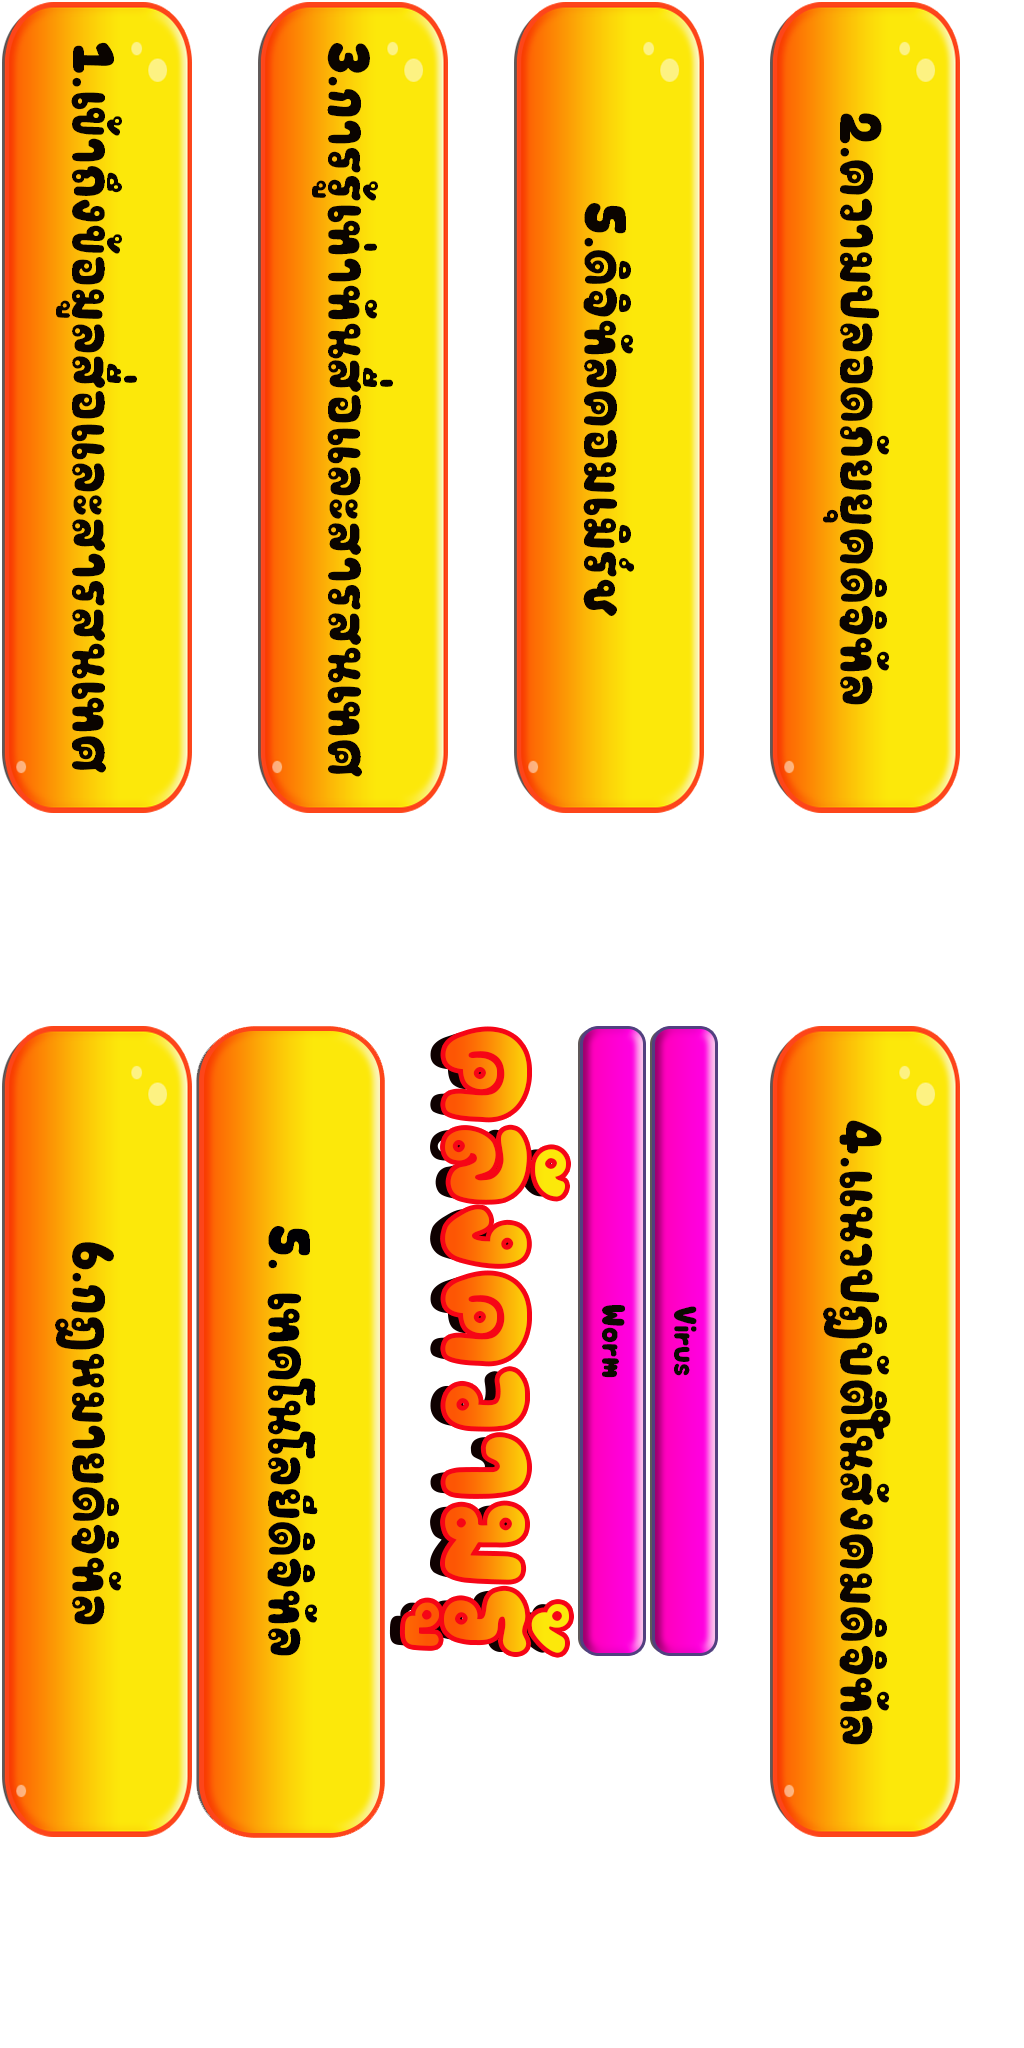 1.เข้าถึงข้อมูลสื่อและสารสนเทศ
3.การรู้เท่าทันสื่อและสารสนเทศ
5.ดิจิทัลคอมเมิร์ซ
2.ความปลอดภัยยุคดิจิทัล
6.กฎหมายดิจิทัล
5. เทคโนโลยีดิจิทัล
คลังความรู้
Worm
Virus
4.แนวปฏิบัติในสังคมดิจิทัล